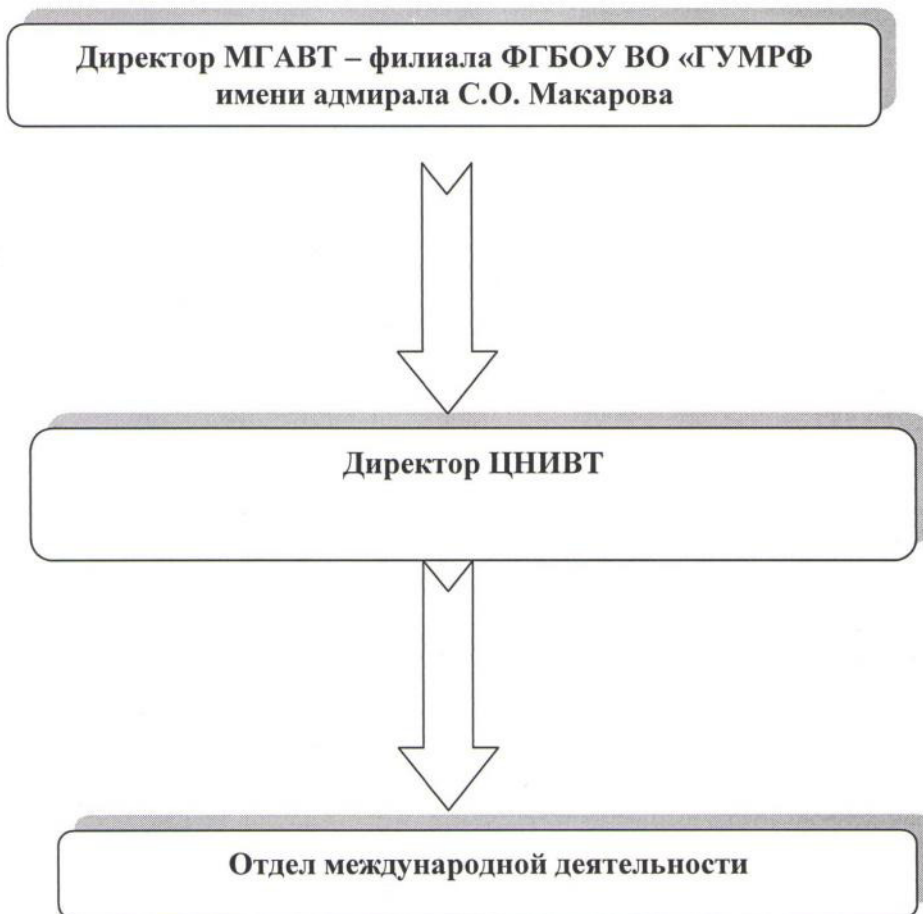 Директор МГАВТ – филиала ФГБОУ ВО «ГУМРФ
имени адмирала С.О. Макарова
Директор ЦНИВТ
Отдел международной деятельности